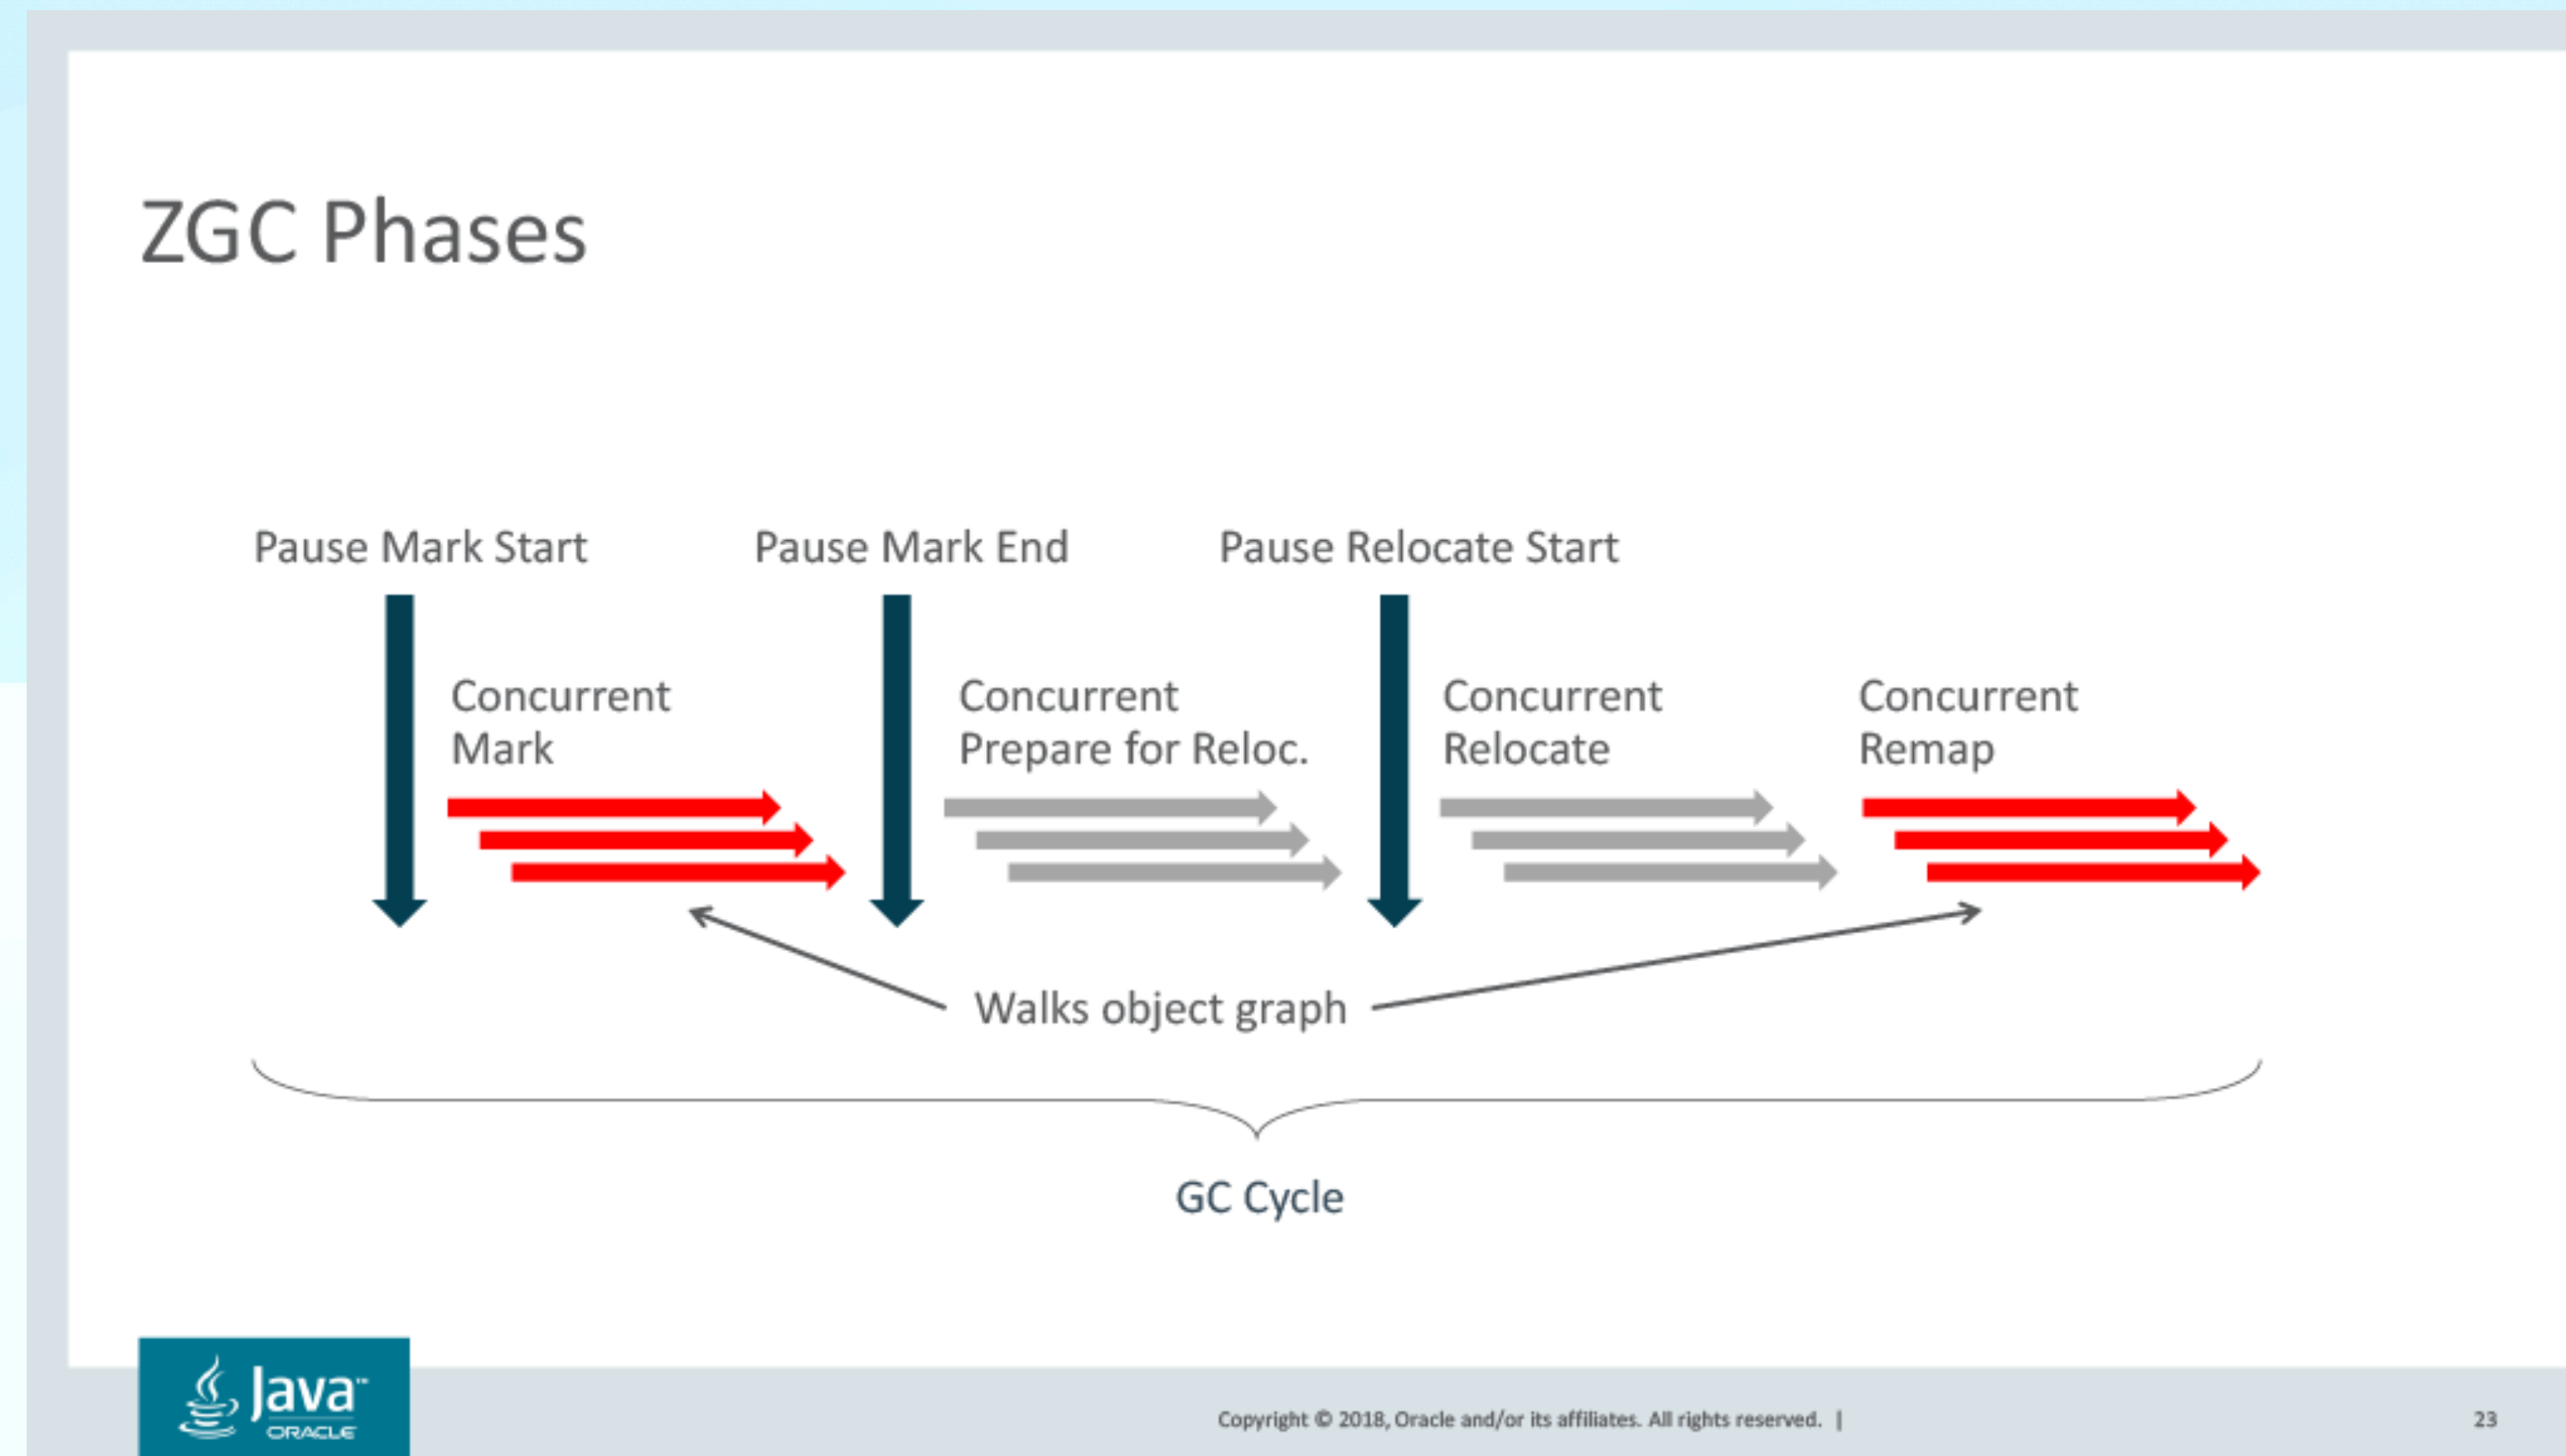 ZGC Phases
Pause Mark Start
Pause Mark End
Pause Relocate Start
Concurrent
Mark
Concurrent
Prepare for Reloc.
Concurrent
Relocate
Concurrent
Remap
Walks object graph
GC Cycle
Java™
ORACLE
Copyright © 2018, Oracle and/or its affiliates. All rights reserved. |
23